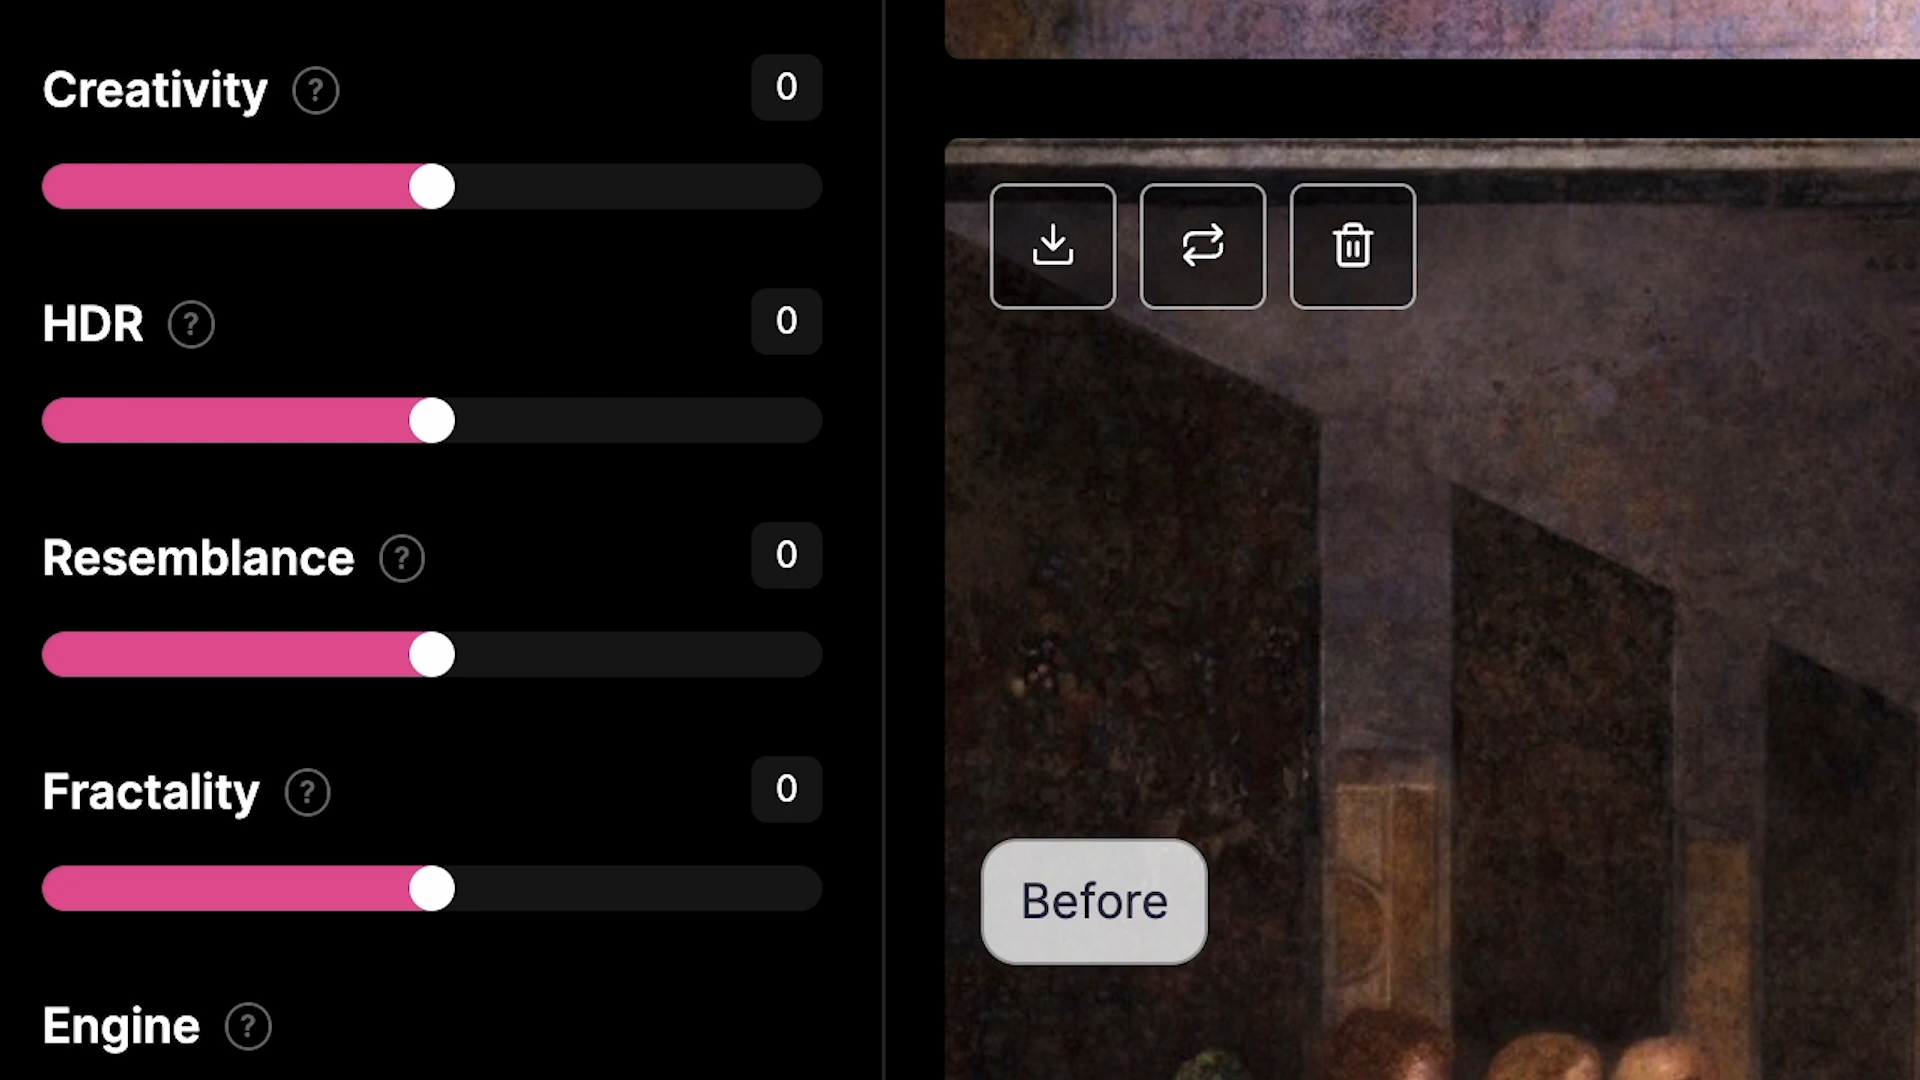 Creativity ? 0
HDR ? 0
Resemblance ? 0
Fractality ? 0
Engine ?
Before